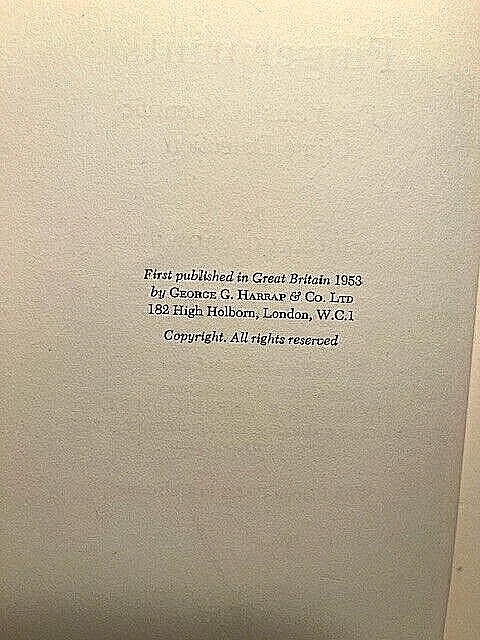 First published in Great Britain 1953
by GEORGE G. HARRAP & CO. LTD
182 High Holborn, London, W.C.1
Copyright. All rights reserved